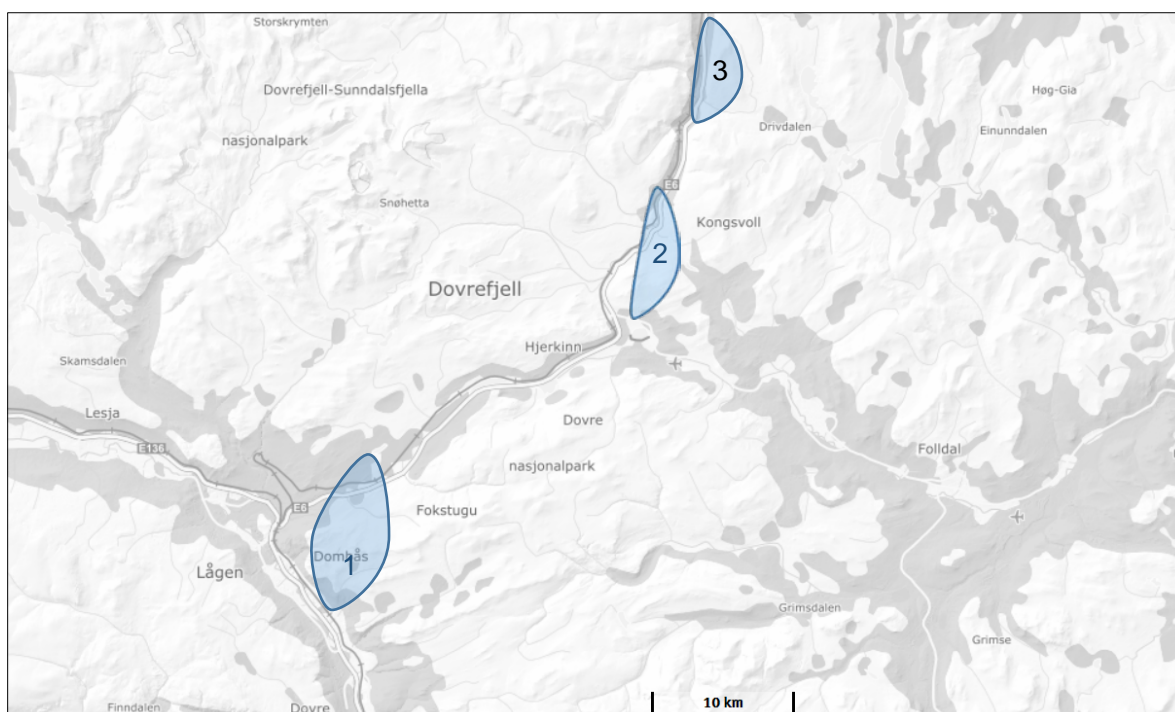 Storskrymten
3
Dovrefjell-Sunndalsfjella
Høg-Gia
nasjonalpark
Drivdalen
Einunndalen
E6
Snøhetta
Kongsvoll
2
Dovrefjell
Hjerkinn
Skamsdalen
Lesja
Dovre
E136
Folldal
nasjonalpark
E6
Fokstugu
Dombås
1
Lågen
Grimsdalen
Grimse
Finndalen
Dovre
10 km